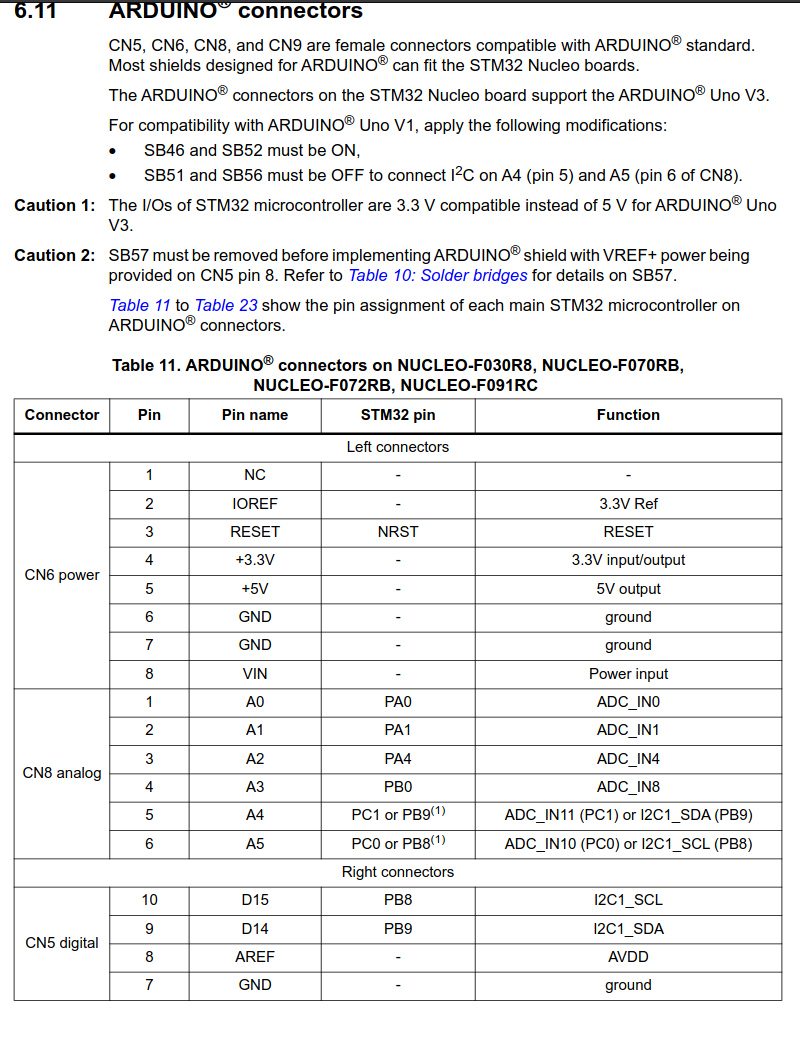 6.11 ARDUINO® connectors
CN5, CN6, CN8, and CN9 are female connectors compatible with ARDUINO® standard.
Most shields designed for ARDUINO® can fit the STM32 Nucleo boards.
The ARDUINO® connectors on the STM32 Nucleo board support the ARDUINO® Uno V3.
For compatibility with ARDUINO® Uno V1, apply the following modifications:
• SB46 and SB52 must be ON,
• SB51 and SB56 must be OFF to connect I²C on A4 (pin 5) and A5 (pin 6 of CN8).
Caution 1: The I/Os of STM32 microcontroller are 3.3 V compatible instead of 5 V for ARDUINO® Uno
V3.
Caution 2: SB57 must be removed before implementing ARDUINO® shield with VREF+ power being
provided on CN5 pin 8. Refer to Table 10: Solder bridges for details on SB57.
Table 11 to Table 23 show the pin assignment of each main STM32 microcontroller on
ARDUINO® connectors.
Table 11. ARDUINO® connectors on NUCLEO-F030R8, NUCLEO-F070RB,
NUCLEO-F072RB, NUCLEO-F091RC
Connector Pin Pin name STM32 pin Function
Left connectors
CN6 power
1 NC - -
2 IOREF - 3.3V Ref
3 RESET NRST RESET
4 +3.3V - 3.3V input/output
5 +5V - 5V output
6 GND - ground
7 GND - ground
8 VIN - Power input
CN8 analog
1 A0 PA0 ADC_IN0
2 A1 PA1 ADC_IN1
3 A2 PA4 ADC_IN4
4 A3 PB0 ADC_IN8
5 A4 PC1 or PB9(1) ADC_IN11 (PC1) or I2C1_SDA (PB9)
6 A5 PC0 or PB8(1) ADC_IN10 (PC0) or I2C1_SCL (PB8)
Right connectors
CN5 digital
10 D15 PB8 I2C1_SCL
9 D14 PB9 I2C1_SDA
8 AREF - AVDD
7 GND - ground